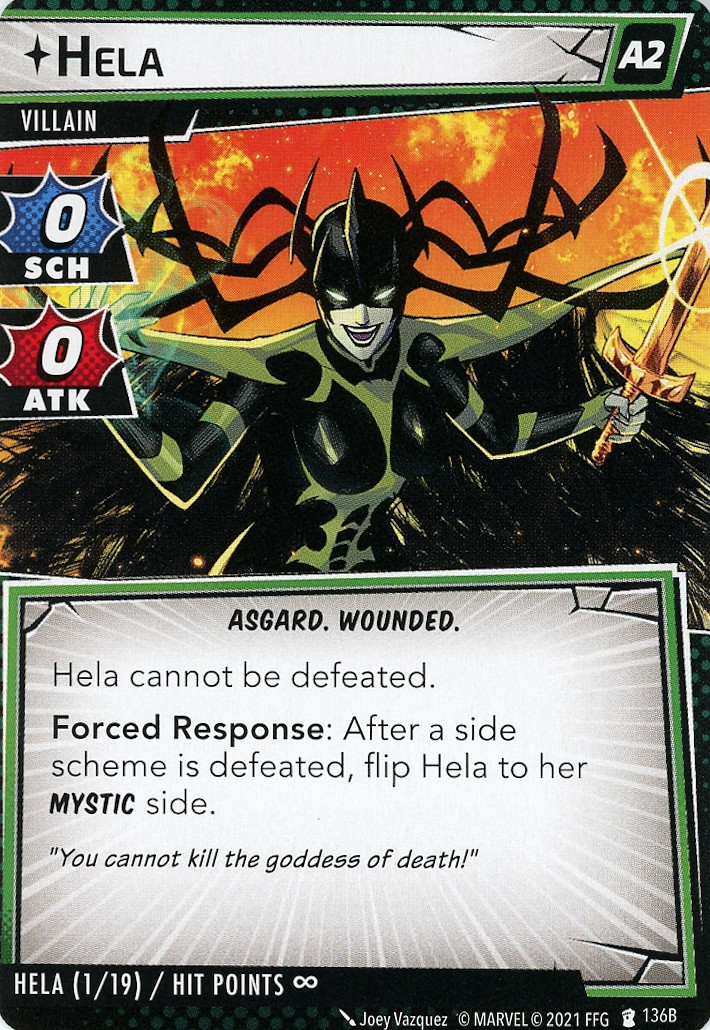 HELA
A2
VILLAIN
0
SCH
0
ATK
ASGARD. WOUNDED.
Hela cannot be defeated.
Forced Response: After a side
scheme is defeated, flip Hela to her
MYSTIC side.
"You cannot kill the goddess of death!"
HELA (1/19) / HIT POINTS ∞
Joey Vazquez © MARVEL © 2021 FFG 136B